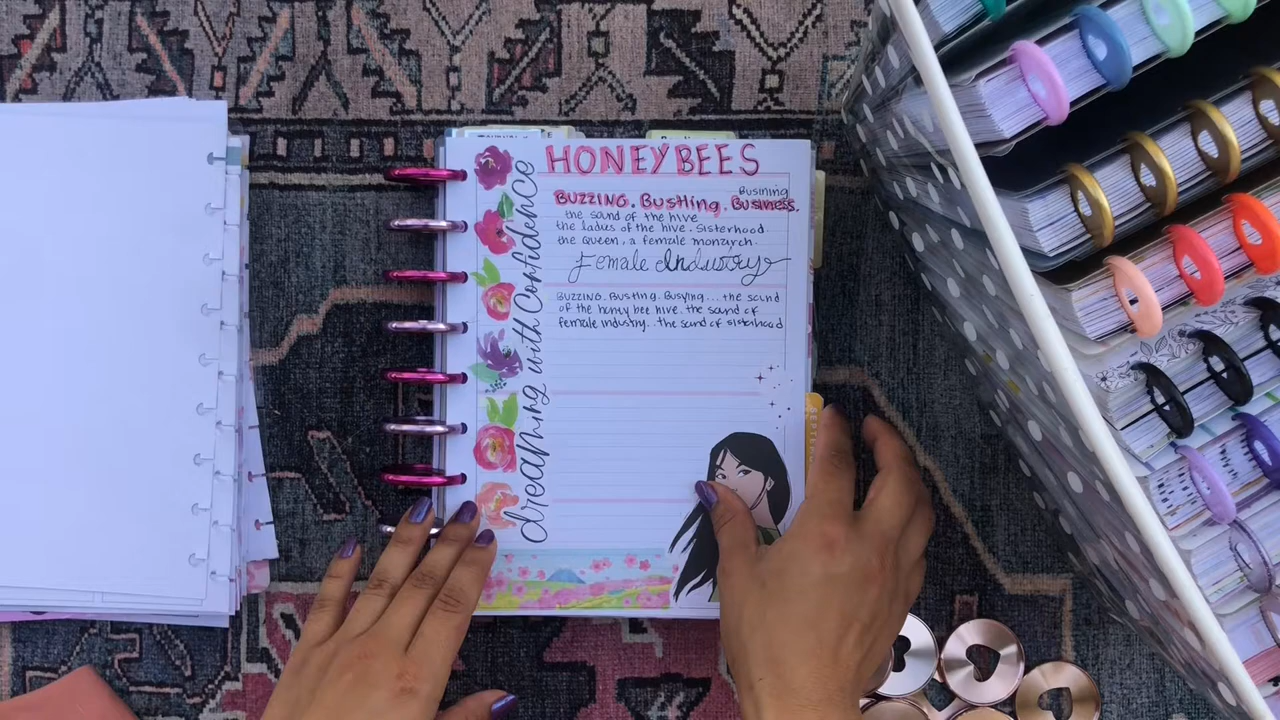 HONEYBEES
Busining
BUZZING. Bustling. Business.
the sound of the hive
the ladies of the hive. sisterhood.
the Queen, a female monarch.
Female Industry
BUZZING. Busting. Busying... the sound
of the honey bee hive. the sound of
female industry.. the sound of sisterhood
dreaming with Confidence